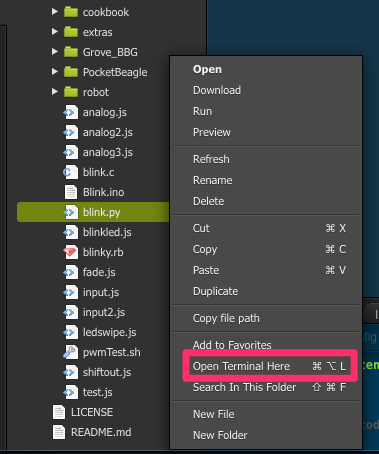 cookbook
extras
Grove_BBG
PocketBeagle
robot
analog.js
analog2.js
analog3.js
blink.c
Blink.ino
blink.py
blinkled.js
blinky.rb
fade.js
input.js
input2.js
ledswipe.js
pwmTest.sh
shiftout.js
test.js
LICENSE
README.md
Open
Download
Run
Preview
Refresh
Rename
Delete
Cut ⌘ X
Copy ⌘ C
Paste ⌘ V
Duplicate
Copy file path
Add to Favorites
Open Terminal Here ⌘ ⌥ L
Search In This Folder ⇧ ⌘ F
New File
New Folder